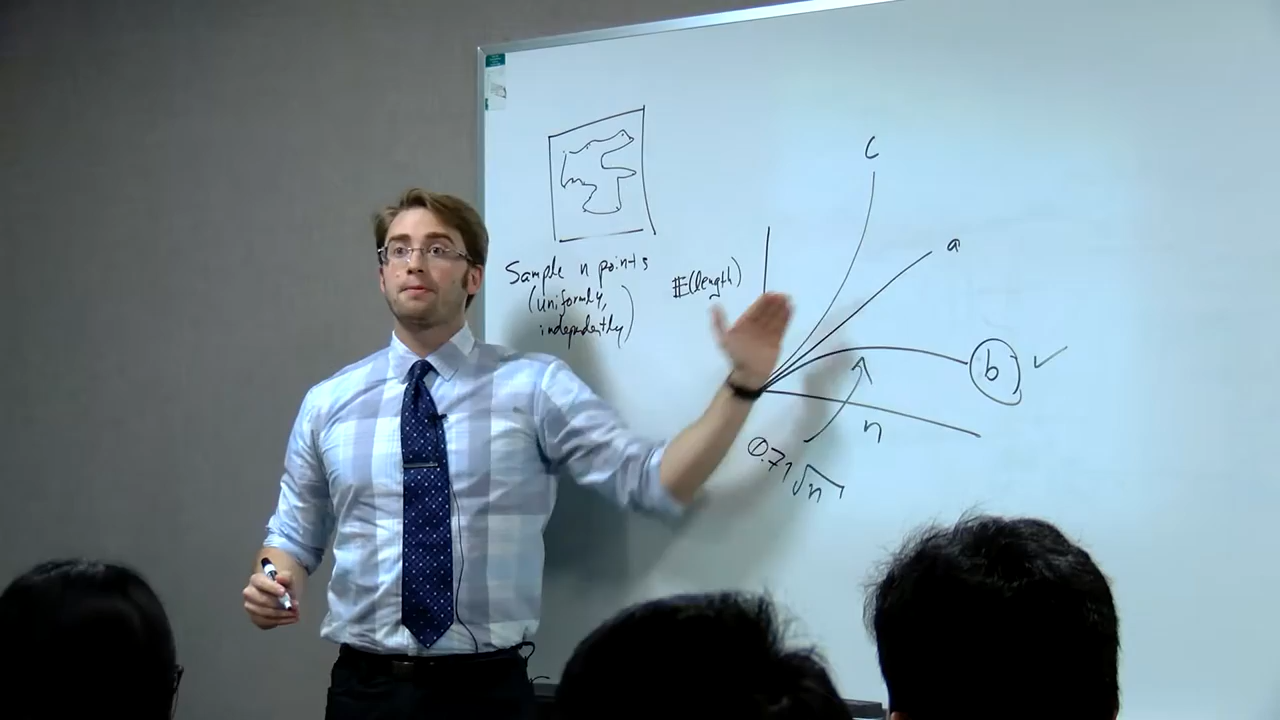 Sample n points
(uniformly,
independently)
E(length)
c
a
b ✓
n
0.71√n